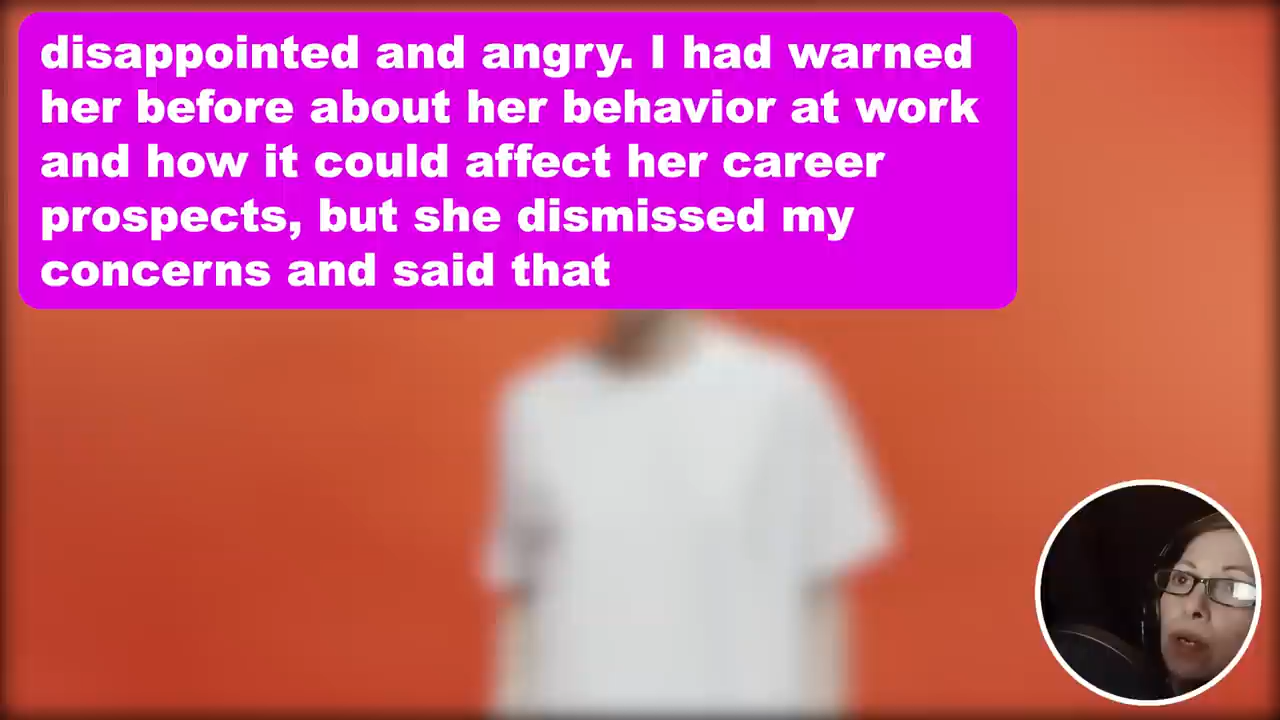 disappointed and angry. I had warned
her before about her behavior at work
and how it could affect her career
prospects, but she dismissed my
concerns and said that